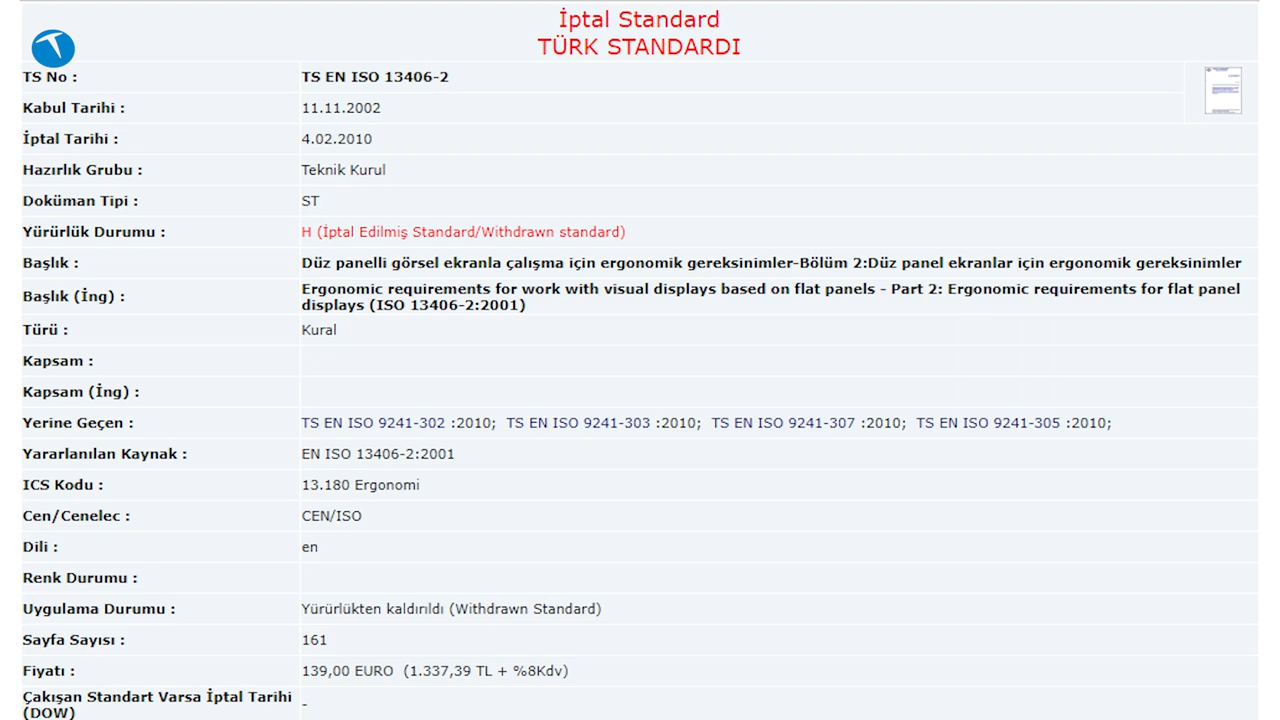 İptal Standard
TÜRK STANDARDI
TS No : TS EN ISO 13406-2
Kabul Tarihi : 11.11.2002
İptal Tarihi : 4.02.2010
Hazırlık Grubu : Teknik Kurul
Doküman Tipi : ST
Yürürlük Durumu : H (İptal Edilmiş Standard/Withdrawn standard)
Başlık : Düz panelli görsel ekranla çalışma için ergonomik gereksinimler-Bölüm 2:Düz panel ekranlar için ergonomik gereksinimler
Başlık (İng) : Ergonomic requirements for work with visual displays based on flat panels - Part 2: Ergonomic requirements for flat panel
displays (ISO 13406-2:2001)
Türü : Kural
Kapsam :
Kapsam (İng) :
Yerine Geçen : TS EN ISO 9241-302 :2010; TS EN ISO 9241-303 :2010; TS EN ISO 9241-307 :2010; TS EN ISO 9241-305 :2010;
Yararlanılan Kaynak : EN ISO 13406-2:2001
ICS Kodu : 13.180 Ergonomi
Cen/Cenelec : CEN/ISO
Dili : en
Renk Durumu :
Uygulama Durumu : Yürürlükten kaldırıldı (Withdrawn Standard)
Sayfa Sayısı : 161
Fiyatı : 139,00 EURO (1.337,39 TL + %8Kdv)
Çakışan Standart Varsa İptal Tarihi
(DOW) -